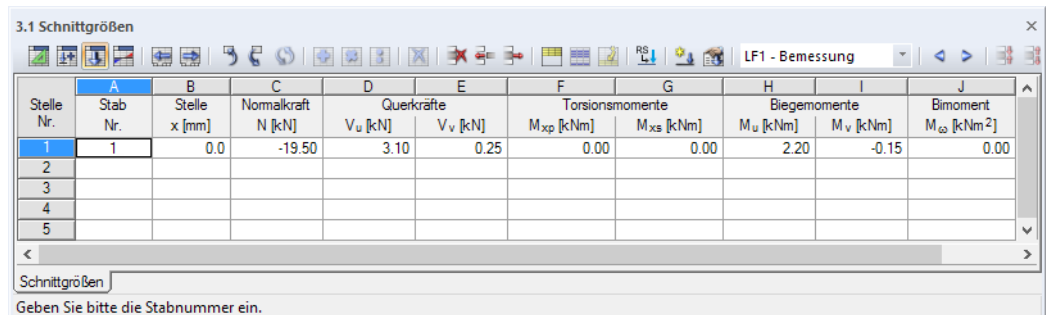 3.1 Schnittgrößen
LF1 - Bemessung
A B C D E F G H I J
Stelle Stab Stelle Normalkraft Querkräfte Torsionsmomente Biegemomente Bimoment
Nr. Nr. x [mm] N [kN] Vu [kN] Vv [kN] Mxp [kNm] Mxs [kNm] Mu [kNm] Mv [kNm] Mω [kNm²]
1 1 0.0 -19.50 3.10 0.25 0.00 0.00 2.20 -0.15 0.00
2
3
4
5
Schnittgrößen
Geben Sie bitte die Stabnummer ein.